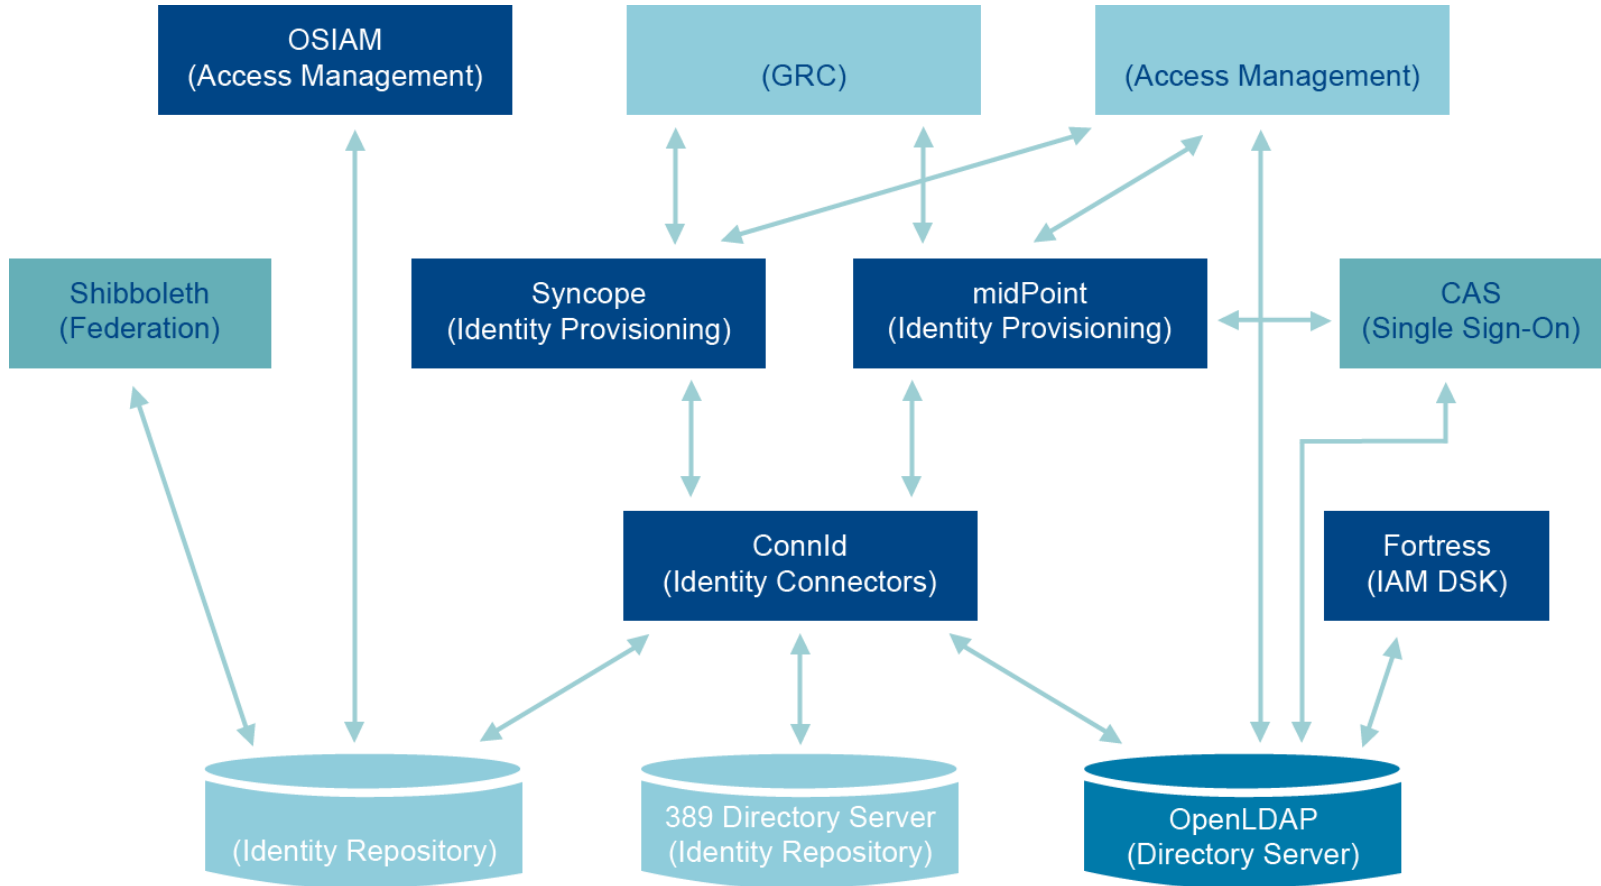 OSIAM
(Access Management)
(GRC)
(Access Management)
Shibboleth
(Federation)
Syncope
(Identity Provisioning)
midPoint
(Identity Provisioning)
CAS
(Single Sign-On)
ConnId
(Identity Connectors)
Fortress
(IAM DSK)
(Identity Repository)
389 Directory Server
(Identity Repository)
OpenLDAP
(Directory Server)